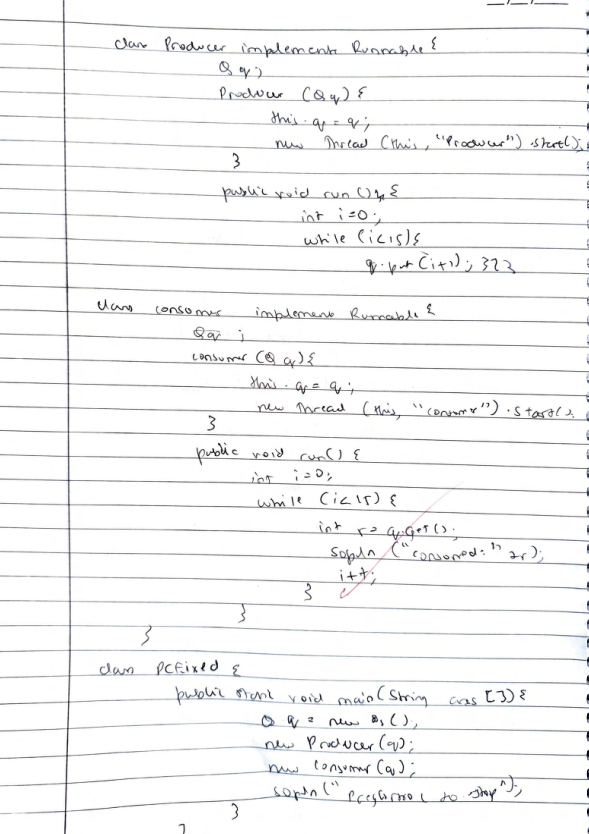 class Producer implements Runnable {
Q q;
Producer (Q q) {
this.q = q;
new Thread (this, "Producer").start();
}
public void run () {
int i=0;
while (i<15){
q.put (i++); }}}
class consumer implements Runnable {
Q q ;
consumer (Q q){
this.q = q;
new Thread (this, "consumer").start();
}
public void run() {
int i=0;
while (i<15) {
int r= q.get();
sopln ("consumed:" +r);
i++;
}
}
}
class PCFixed {
public static void main(String args []) {
Q q = new Q();
new Producer(q);
new Consumer(q);
sopln (" to stop");
}
}